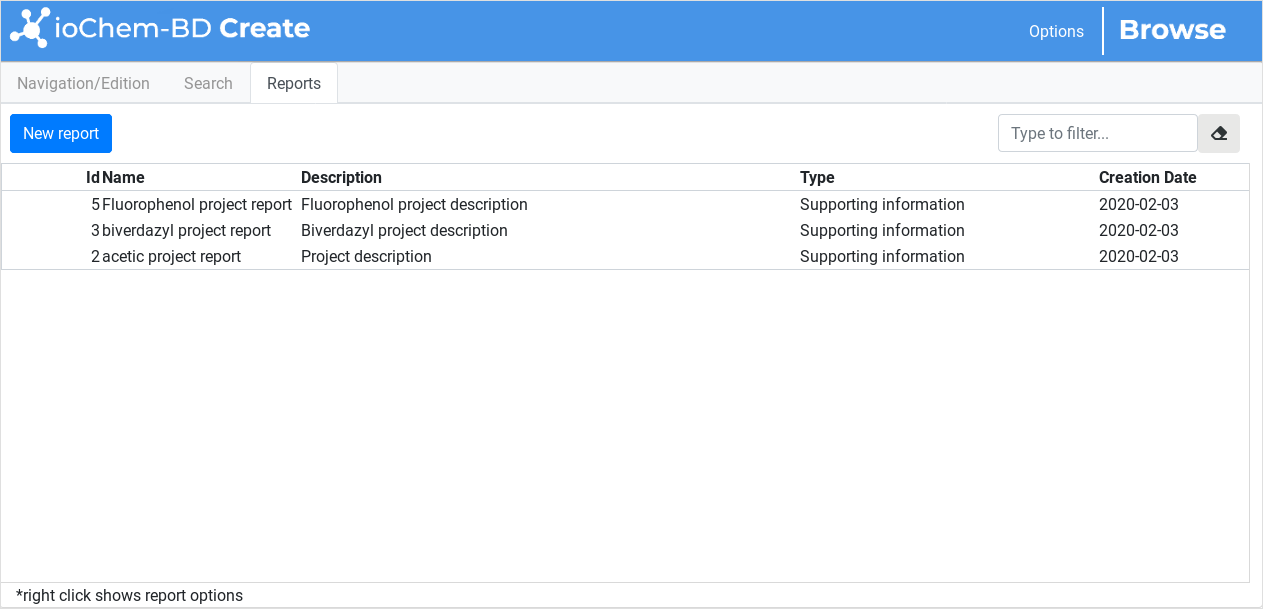 ioChem-BD Create
Options
Browse
Navigation/Edition Search Reports
New report
Type to filter...
Id Name Description Type Creation Date
5 Fluorophenol project report Fluorophenol project description Supporting information 2020-02-03
3 biverdazyl project report Biverdazyl project description Supporting information 2020-02-03
2 acetic project report Project description Supporting information 2020-02-03
*right click shows report options